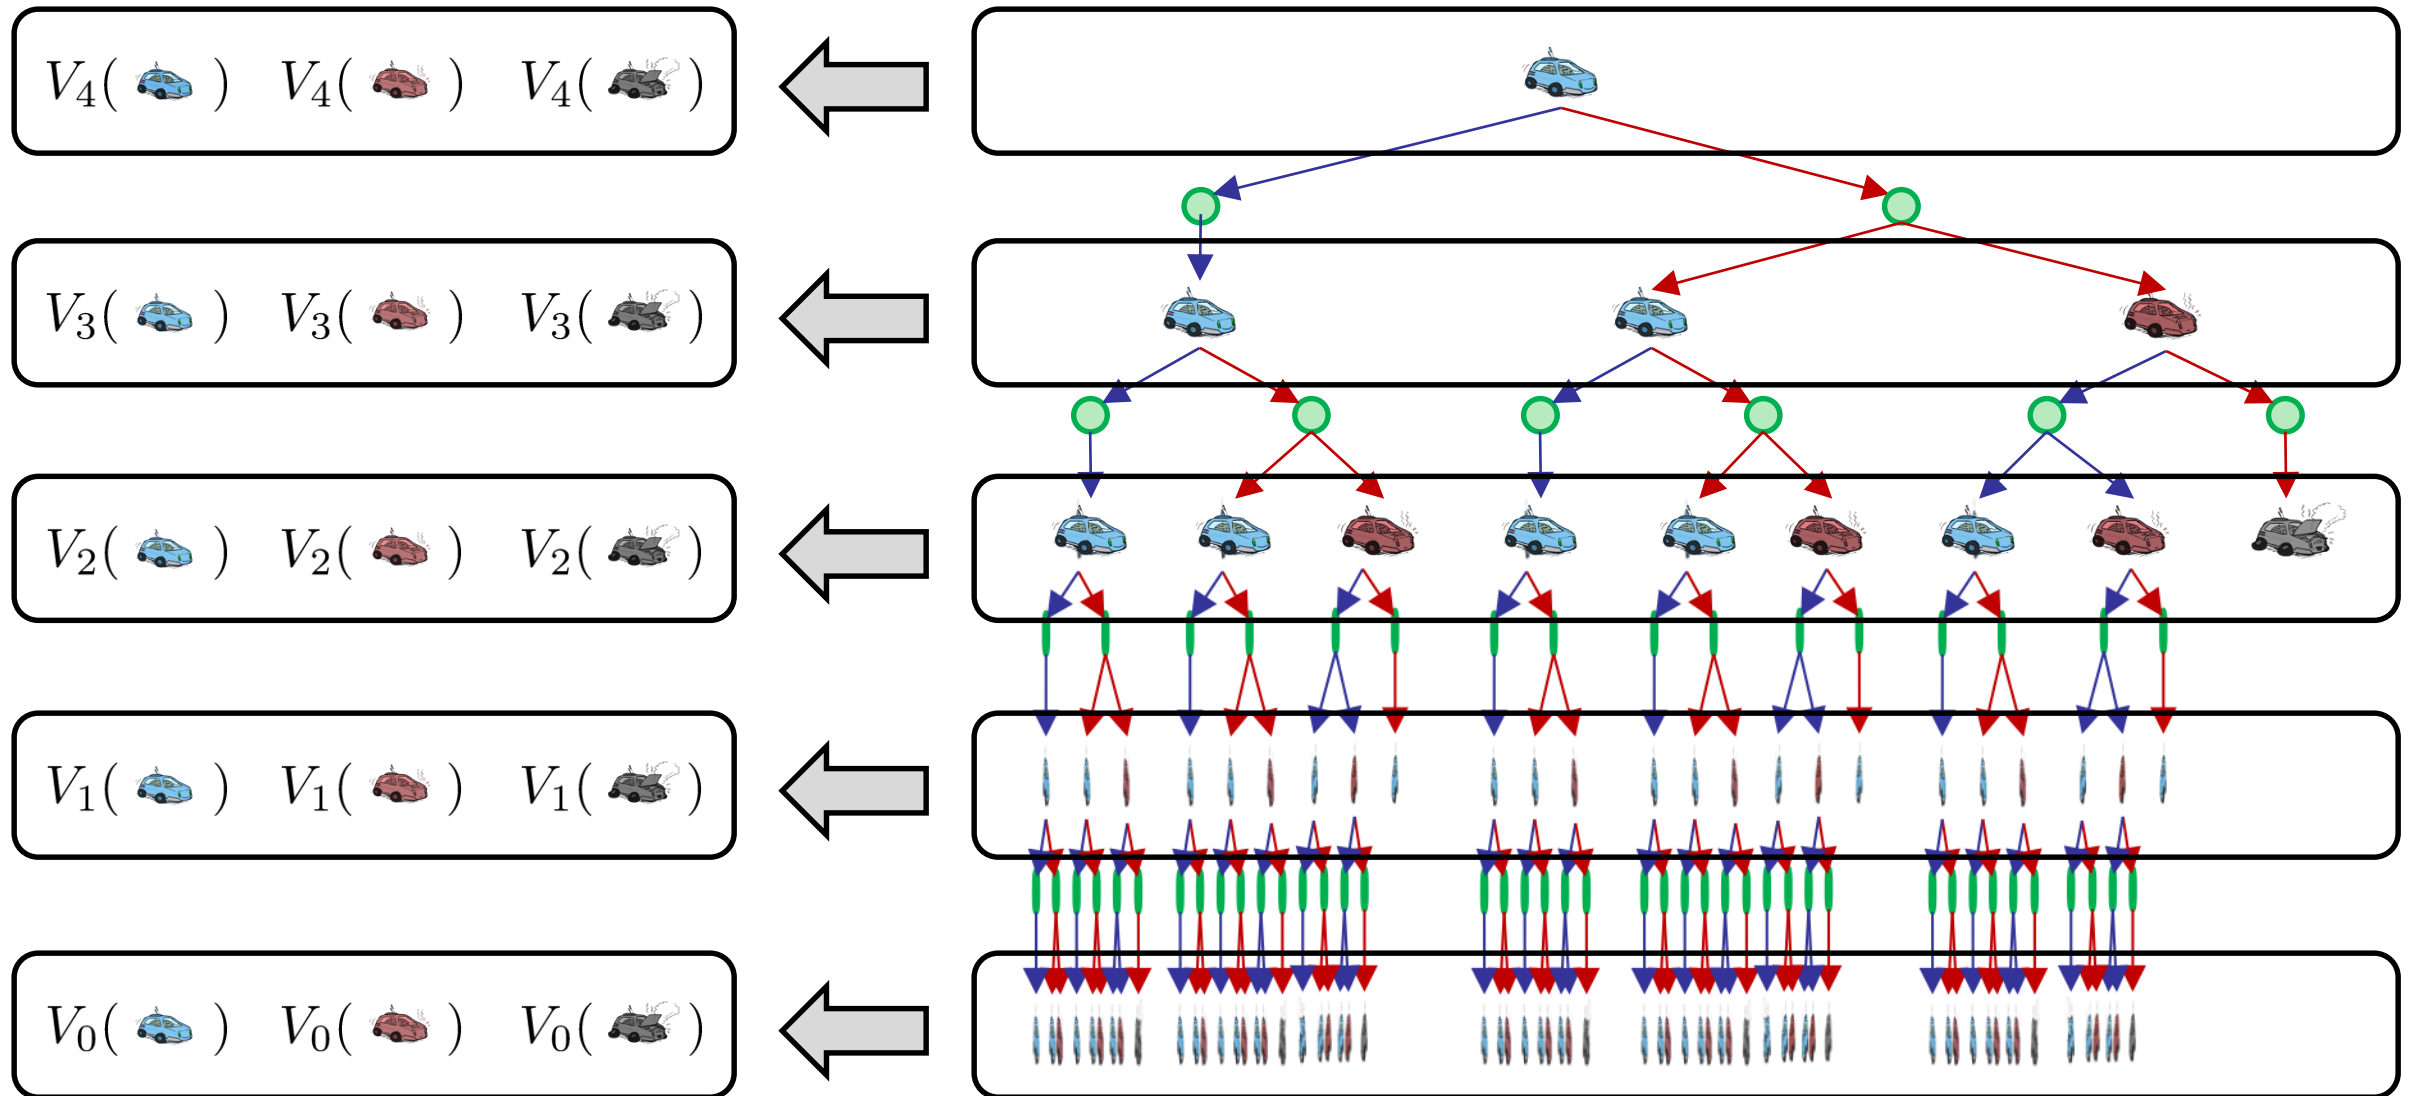 V4( ) V4( ) V4( )
V3( ) V3( ) V3( )
V2( ) V2( ) V2( )
V1( ) V1( ) V1( )
V0( ) V0( ) V0( )